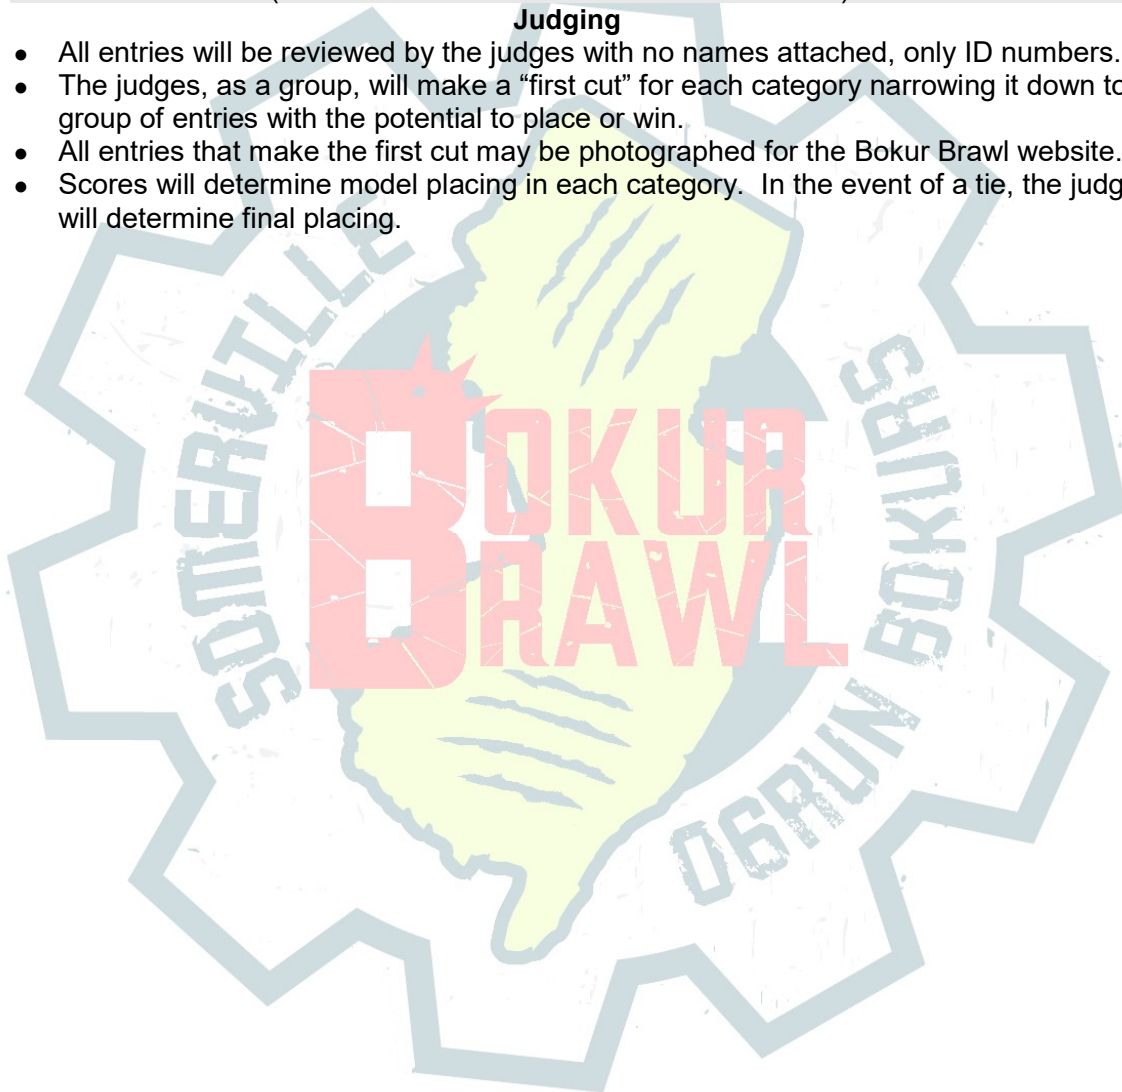 Judging
• All entries will be reviewed by the judges with no names attached, only ID numbers.
• The judges, as a group, will make a “first cut” for each category narrowing it down to
group of entries with the potential to place or win.
• All entries that make the first cut may be photographed for the Bokur Brawl website.
• Scores will determine model placing in each category.  In the event of a tie, the judg
will determine final placing.
SOMERVILLE
BOKUR
BRAWL
OGRUN BOKURS